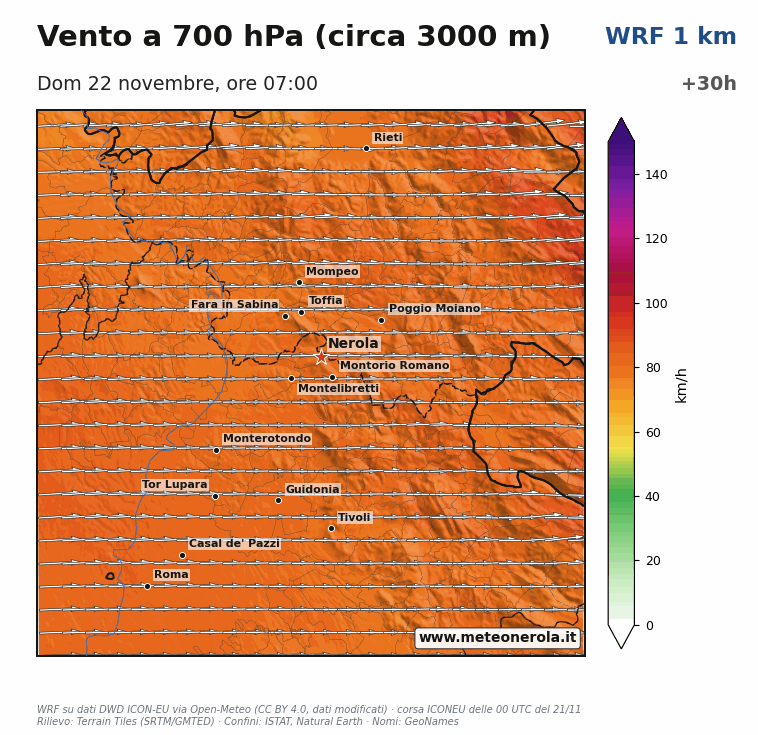 Vento a 700 hPa (circa 3000 m)
WRF 1 km
Dom 22 novembre, ore 07:00
+30h
Rieti
Mompeo
Fara in Sabina
Toffia
Poggio Moiano
Nerola
Montorio Romano
Montelibretti
Monterotondo
Tor Lupara
Guidonia
Tivoli
Casal de' Pazzi
Roma
www.meteonerola.it
140
120
100
80
60
40
20
0
km/h
WRF su dati DWD ICON-EU via Open-Meteo (CC BY 4.0, dati modificati) · corsa ICONEU delle 00 UTC del 21/11
Rilievo: Terrain Tiles (SRTM/GMTED) · Confini: ISTAT, Natural Earth · Nomi: GeoNames